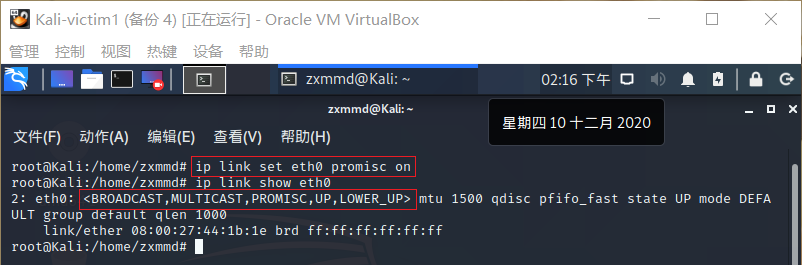 Kali-victim1 (备份 4) [正在运行] - Oracle VM VirtualBox
管理 控制 视图 热键 设备 帮助
zxmmd@Kali: ~ 02:16 下午
zxmmd@Kali: ~
星期四 10 十二月 2020
文件(F) 动作(A) 编辑(E) 查看(V) 帮助(H)
root@Kali:/home/zxmmd# ip link set eth0 promisc on
root@Kali:/home/zxmmd# ip link show eth0
2: eth0: <BROADCAST,MULTICAST,PROMISC,UP,LOWER_UP> mtu 1500 qdisc pfifo_fast state UP mode DEFA
ULT group default qlen 1000
link/ether 08:00:27:44:1b:1e brd ff:ff:ff:ff:ff:ff
root@Kali:/home/zxmmd#